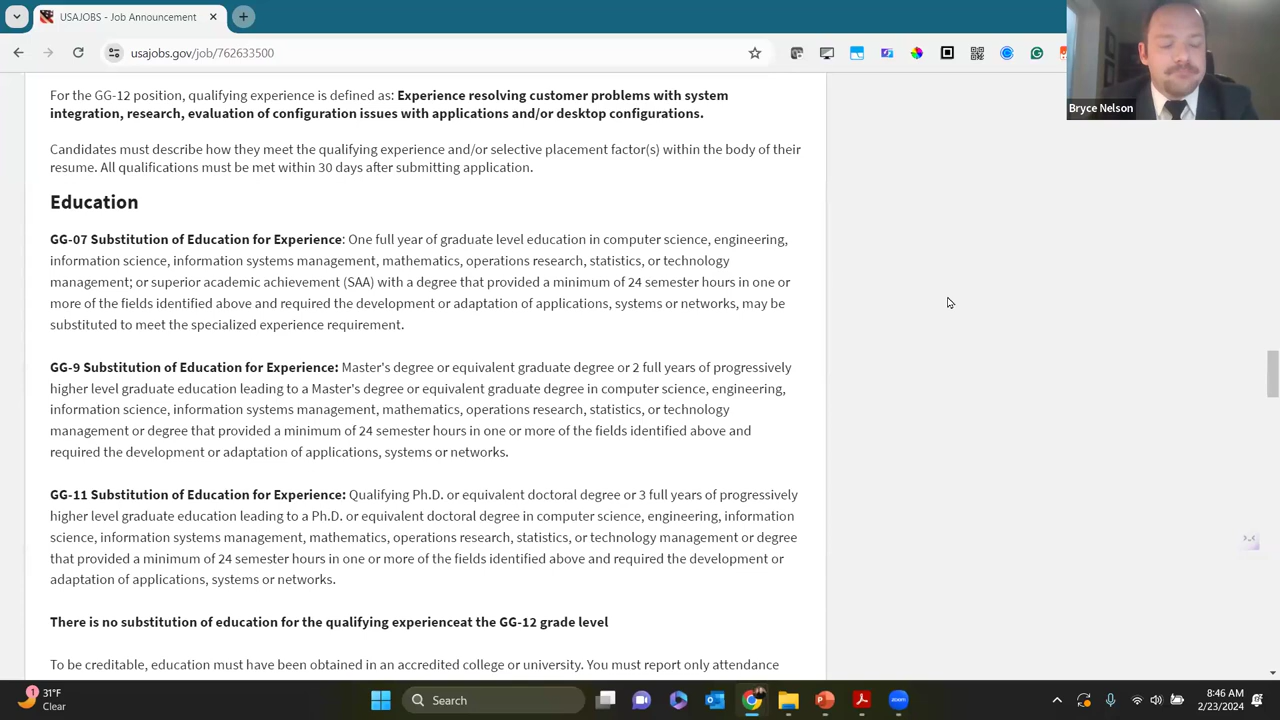 USAJOBS - Job Announcement
usajobs.gov/job/762633500
Bryce Nelson
For the GG-12 position, qualifying experience is defined as: Experience resolving customer problems with system
integration, research, evaluation of configuration issues with applications and/or desktop configurations.
Candidates must describe how they meet the qualifying experience and/or selective placement factor(s) within the body of their
resume. All qualifications must be met within 30 days after submitting application.
Education
GG-07 Substitution of Education for Experience: One full year of graduate level education in computer science, engineering,
information science, information systems management, mathematics, operations research, statistics, or technology
management; or superior academic achievement (SAA) with a degree that provided a minimum of 24 semester hours in one or
more of the fields identified above and required the development or adaptation of applications, systems or networks, may be
substituted to meet the specialized experience requirement.
GG-9 Substitution of Education for Experience: Master's degree or equivalent graduate degree or 2 full years of progressively
higher level graduate education leading to a Master's degree or equivalent graduate degree in computer science, engineering,
information science, information systems management, mathematics, operations research, statistics, or technology
management or degree that provided a minimum of 24 semester hours in one or more of the fields identified above and
required the development or adaptation of applications, systems or networks.
GG-11 Substitution of Education for Experience: Qualifying Ph.D. or equivalent doctoral degree or 3 full years of progressively
higher level graduate education leading to a Ph.D. or equivalent doctoral degree in computer science, engineering, information
science, information systems management, mathematics, operations research, statistics, or technology management or degree
that provided a minimum of 24 semester hours in one or more of the fields identified above and required the development or
adaptation of applications, systems or networks.
There is no substitution of education for the qualifying experienceat the GG-12 grade level
To be creditable, education must have been obtained in an accredited college or university. You must report only attendance
1
31°F
Clear
Search
zoom
8:46 AM
2/23/2024